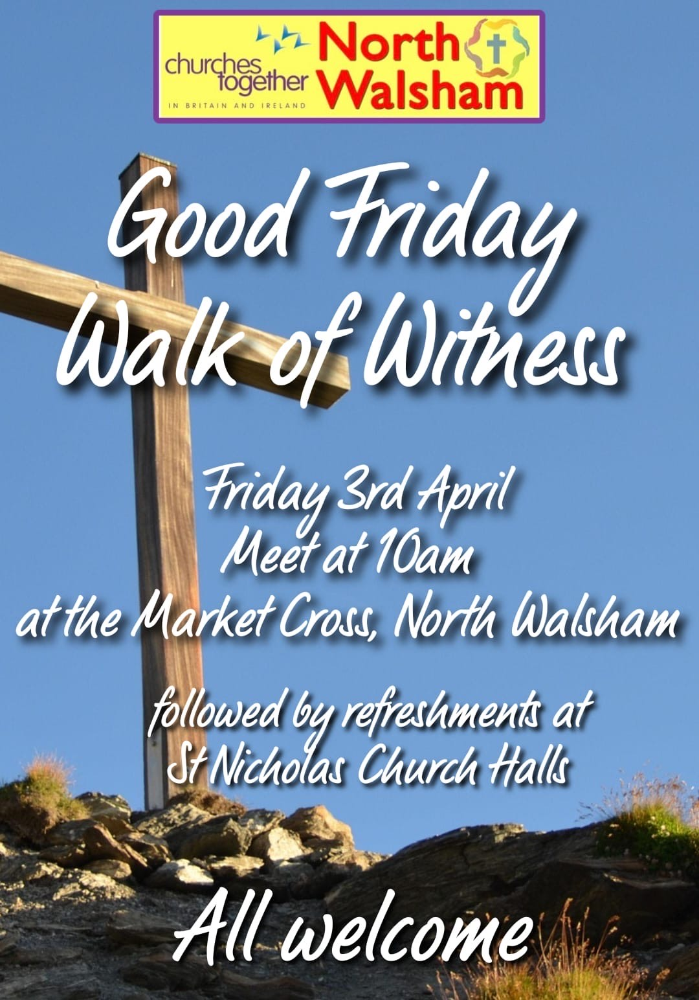 churches together
IN BRITAIN AND IRELAND
North Walsham
Good Friday
Walk of Witness
Friday 3rd April
Meet at 10am
at the Market Cross, North Walsham
followed by refreshments at
St Nicholas Church Halls
All welcome